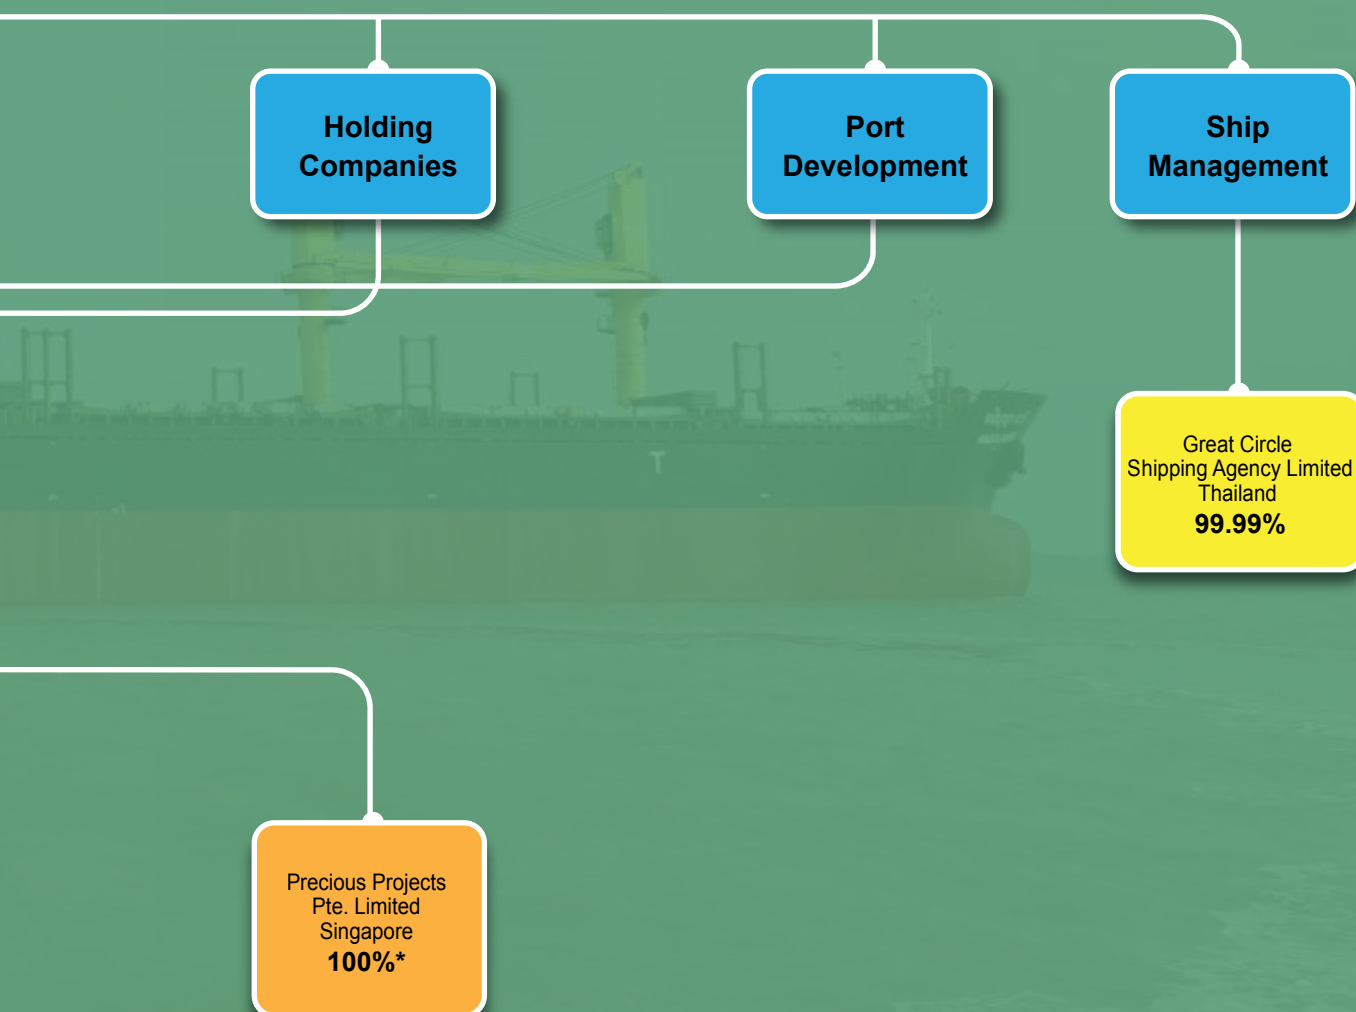 Holding
Companies
Port
Development
Ship
Management
Great Circle
Shipping Agency Limited
Thailand
99.99%
Precious Projects
Pte. Limited
Singapore
100%*